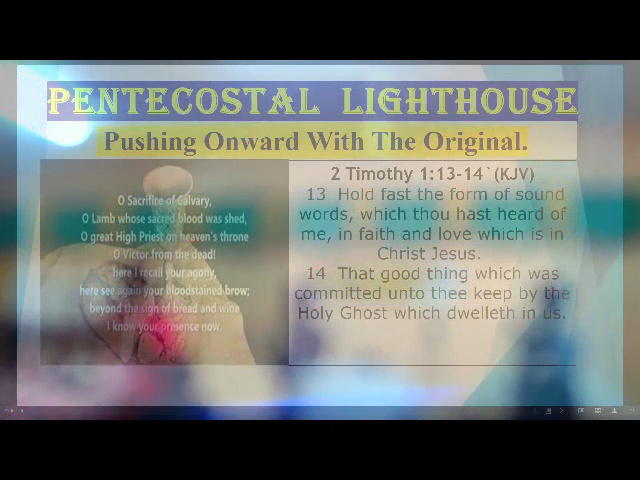 PENTECOSTAL LIGHTHOUSE
Pushing Onward With The Original.
O Sacrifice of Calvary,
O Lamb whose sacred blood was shed,
O great High Priest on heaven's throne
O Victor from the dead!
here I recall your agony,
here see again your bloodstained brow;
beyond the sign of bread and wine
I know your presence now.
2 Timothy 1:13-14`(KJV)
13 Hold fast the form of sound
words, which thou hast heard of
me, in faith and love which is in
Christ Jesus.
14 That good thing which was
committed unto thee keep by the
Holy Ghost which dwelleth in us.